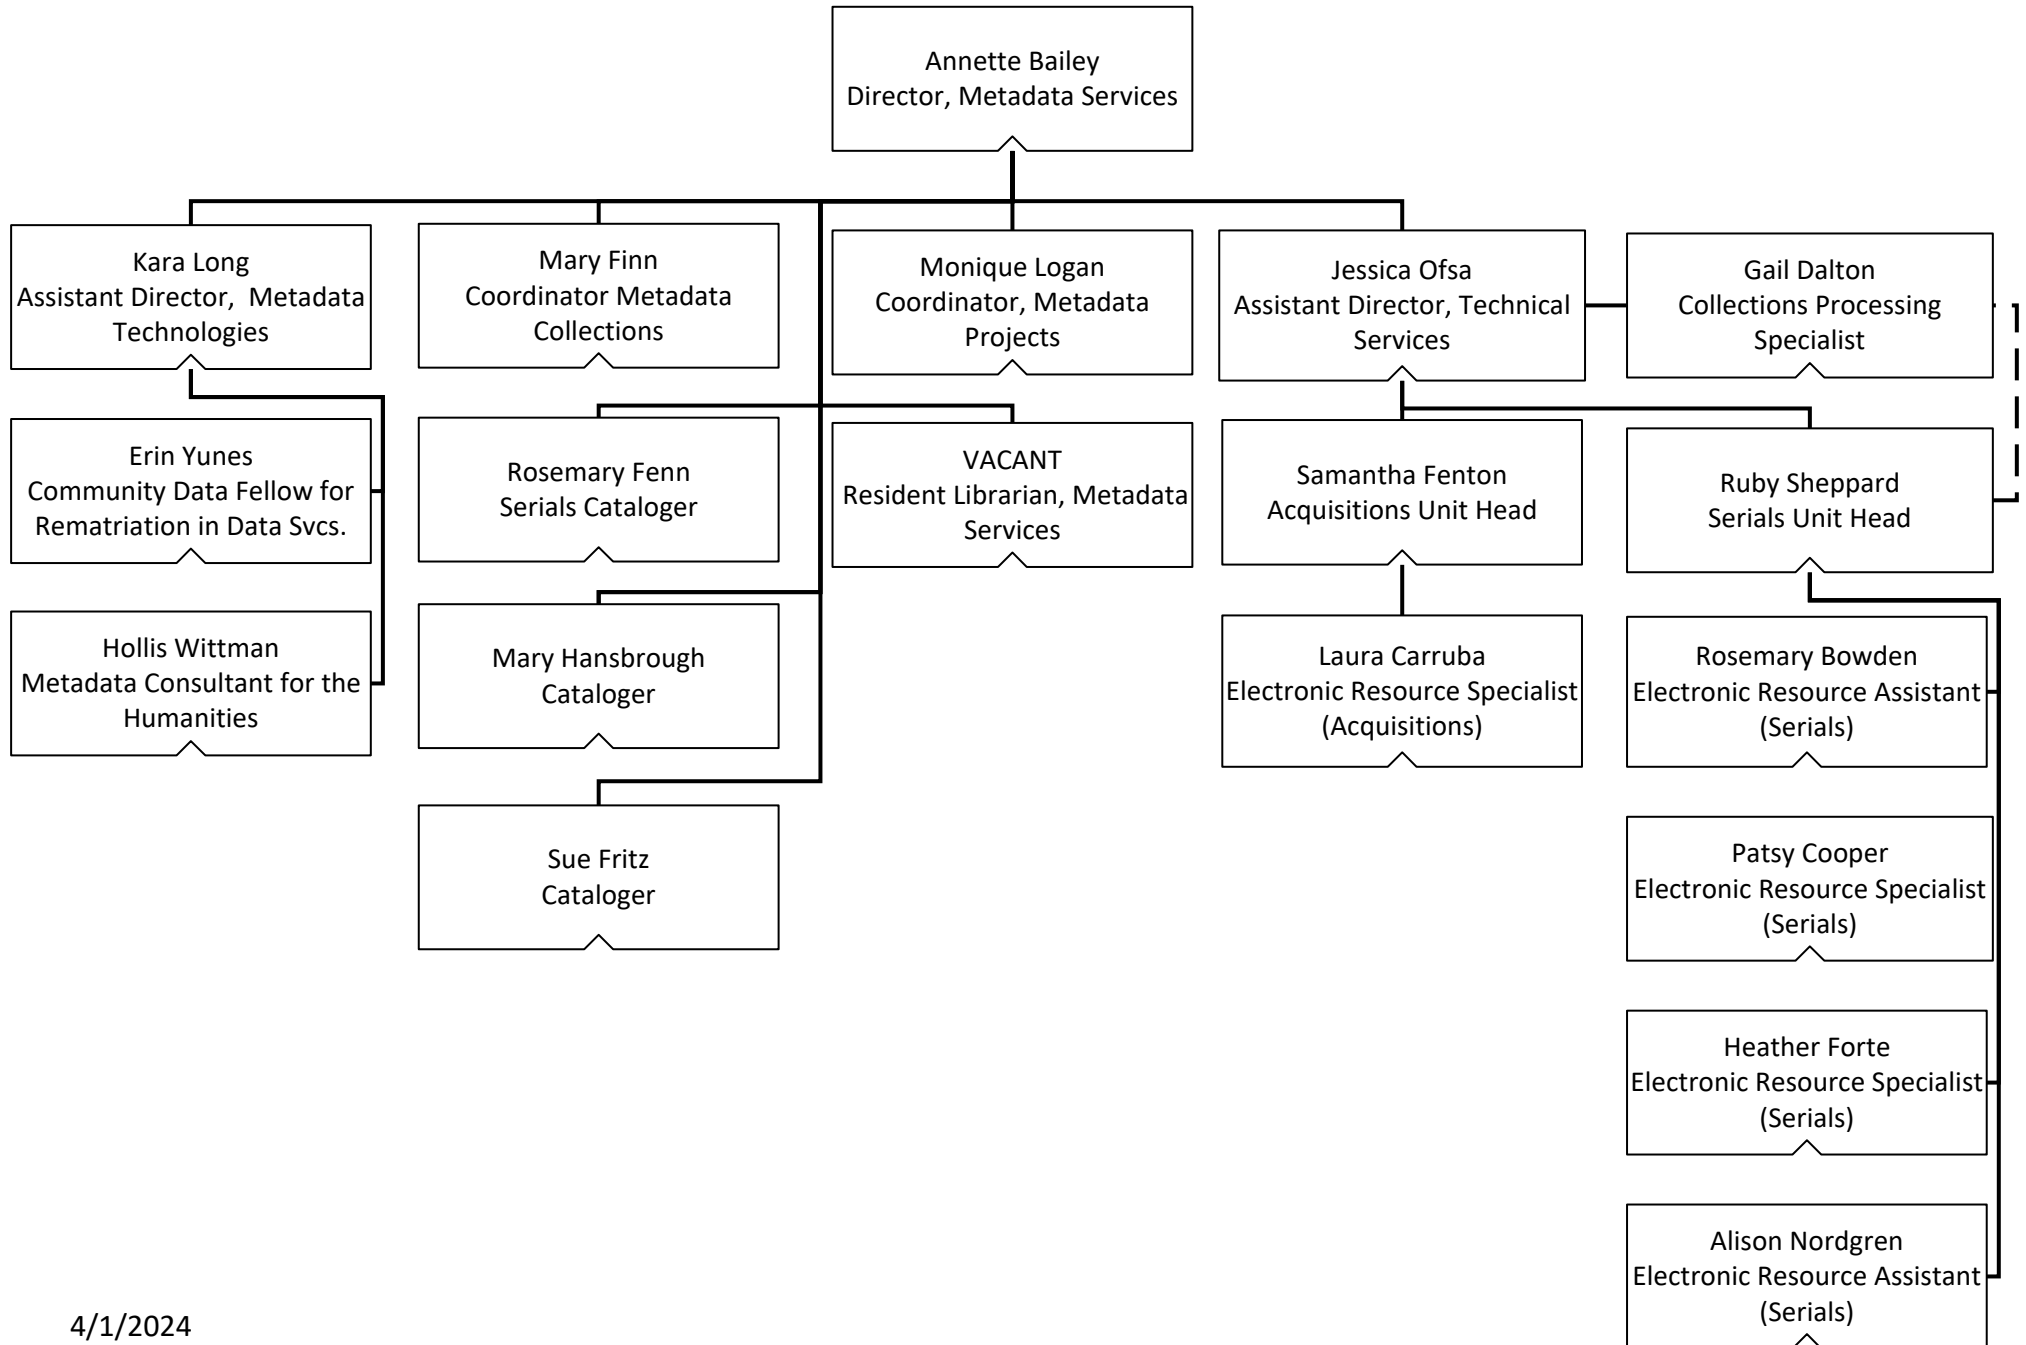 Annette Bailey
Director, Metadata Services
Kara Long
Assistant Director,  Metadata
Technologies
Mary Finn
Coordinator Metadata
Collections
Monique Logan
Coordinator, Metadata
Projects
Jessica Ofsa
Assistant Director, Technical
Services
Gail Dalton
Collections Processing
Specialist
Erin Yunes
Community Data Fellow for
Rematriation in Data Svcs.
Rosemary Fenn
Serials Cataloger
VACANT
Resident Librarian, Metadata
Services
Samantha Fenton
Acquisitions Unit Head
Ruby Sheppard
Serials Unit Head
Hollis Wittman
Metadata Consultant for the
Humanities
Mary Hansbrough
Cataloger
Laura Carruba
Electronic Resource Specialist
(Acquisitions)
Rosemary Bowden
Electronic Resource Assistant
(Serials)
Sue Fritz
Cataloger
Patsy Cooper
Electronic Resource Specialist
(Serials)
Heather Forte
Electronic Resource Specialist
(Serials)
Alison Nordgren
Electronic Resource Assistant
(Serials)
4/1/2024